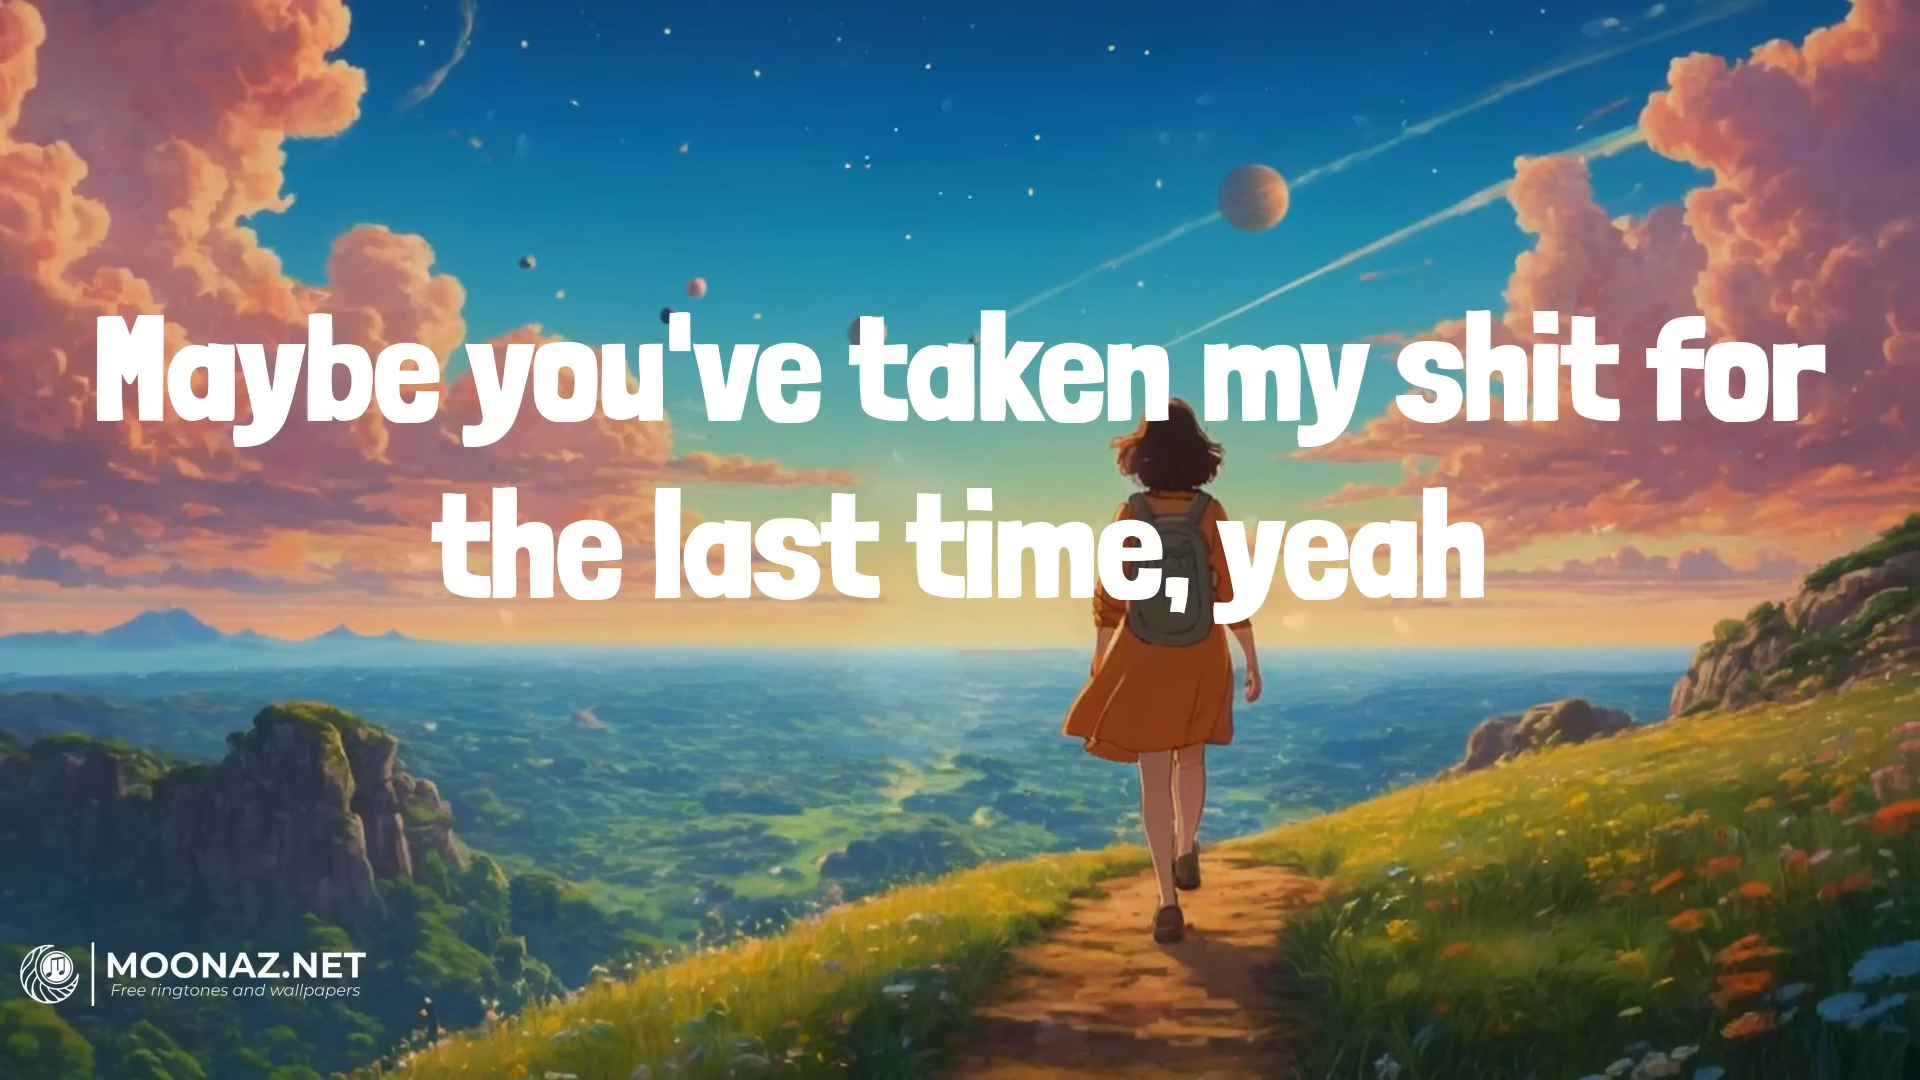 Maybe you've taken my shit for
the last time, yeah
MOONAZ.NET
Free ringtones and wallpapers